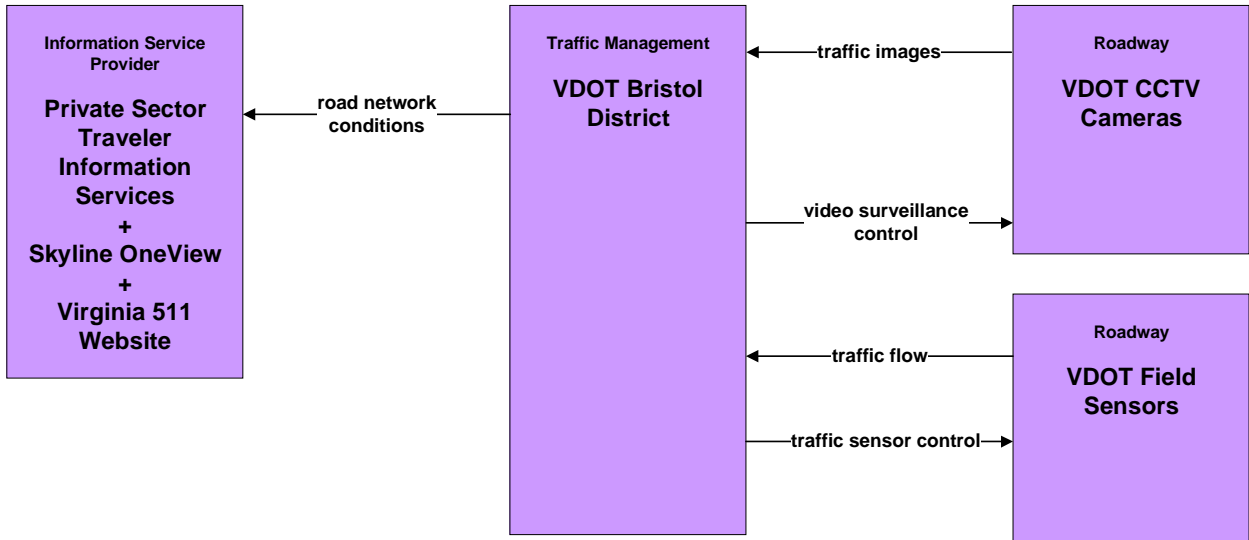 Information Service
Provider
Private Sector
Traveler
Information
Services
+
Skyline OneView
+
Virginia 511
Website
road network
conditions
Traffic Management
VDOT Bristol
District
traffic images
video surveillance
control
traffic flow
traffic sensor control
Roadway
VDOT CCTV
Cameras
Roadway
VDOT Field
Sensors